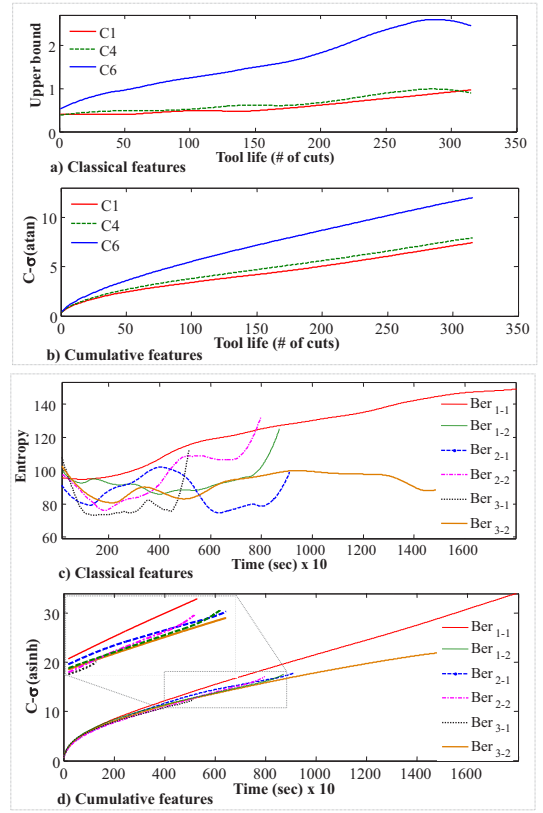 Upper bound
2
1
0
C1
C4
C6
0 50 100 150 200 250 300 350
Tool life (# of cuts)
a) Classical features
C-σ(atan)
10
5
0
C1
C4
C6
0 50 100 150 200 250 300 350
Tool life (# of cuts)
b) Cumulative features
Entropy
140
120
100
80
60
Ber 1-1
Ber 1-2
Ber 2-1
Ber 2-2
Ber 3-1
Ber 3-2
200 400 600 800 1000 1200 1400 1600
Time (sec) x 10
c) Classical features
C-σ(asinh)
30
20
10
0
Ber 1-1
Ber 1-2
Ber 2-1
Ber 2-2
Ber 3-1
Ber 3-2
0 200 400 600 800 1000 1200 1400 1600
Time (sec) x 10
d) Cumulative features